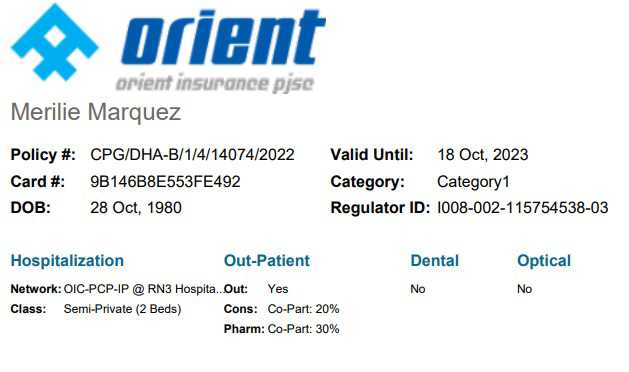 orient
orient insurance pjsc
Merilie Marquez
Policy #: CPG/DHA-B/1/4/14074/2022 Valid Until: 18 Oct, 2023
Card #: 9B146B8E553FE492 Category: Category1
DOB: 28 Oct, 1980 Regulator ID: I008-002-115754538-03
Hospitalization Out-Patient Dental Optical
Network: OIC-PCP-IP @ RN3 Hospita... Out: Yes No No
Class: Semi-Private (2 Beds) Cons: Co-Part: 20%
Pharm: Co-Part: 30%